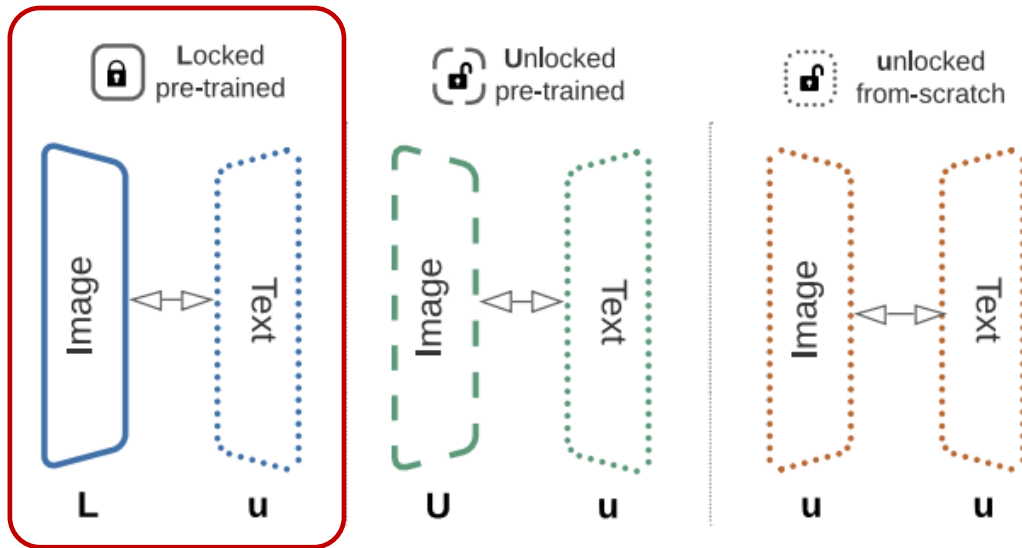 Locked
pre-trained
Unlocked
pre-trained
unlocked
from-scratch
Image
Text
Image
Text
Image
Text
L
u
U
u
u
u